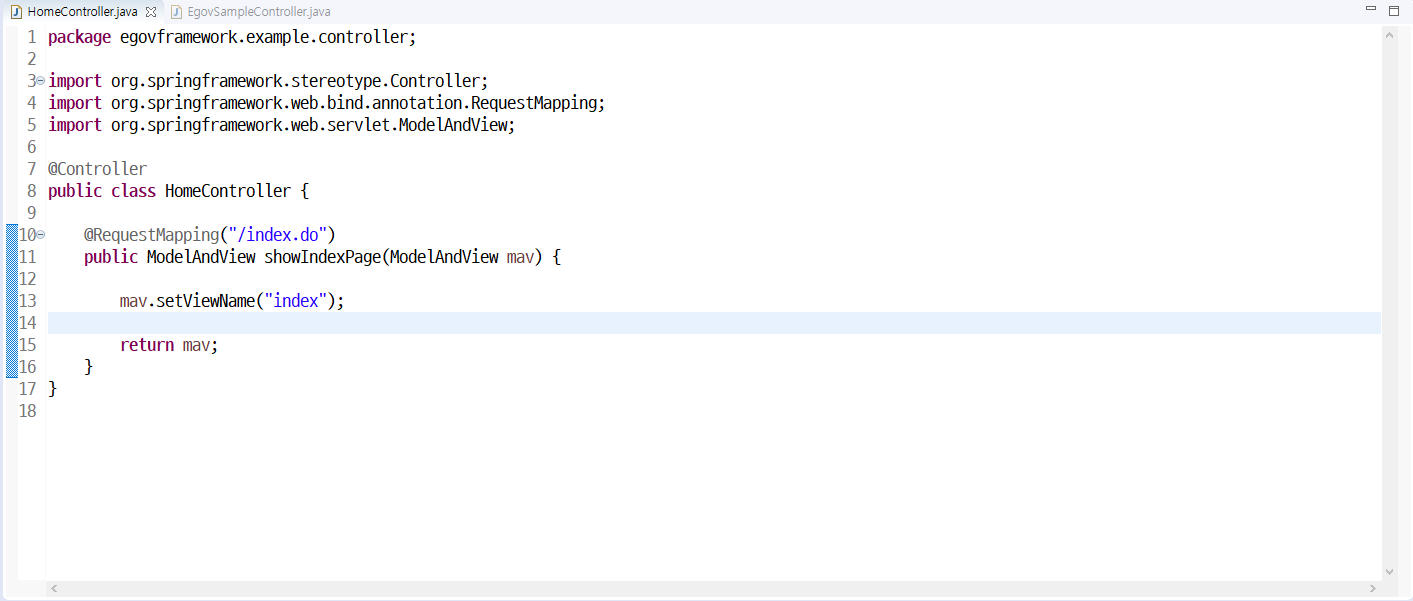 HomeController.java EgovSampleController.java
1 package egovframework.example.controller;
2
3 import org.springframework.stereotype.Controller;
4 import org.springframework.web.bind.annotation.RequestMapping;
5 import org.springframework.web.servlet.ModelAndView;
6
7 @Controller
8 public class HomeController {
9
10     @RequestMapping("/index.do")
11     public ModelAndView showIndexPage(ModelAndView mav) {
12
13         mav.setViewName("index");
14
15         return mav;
16     }
17 }
18